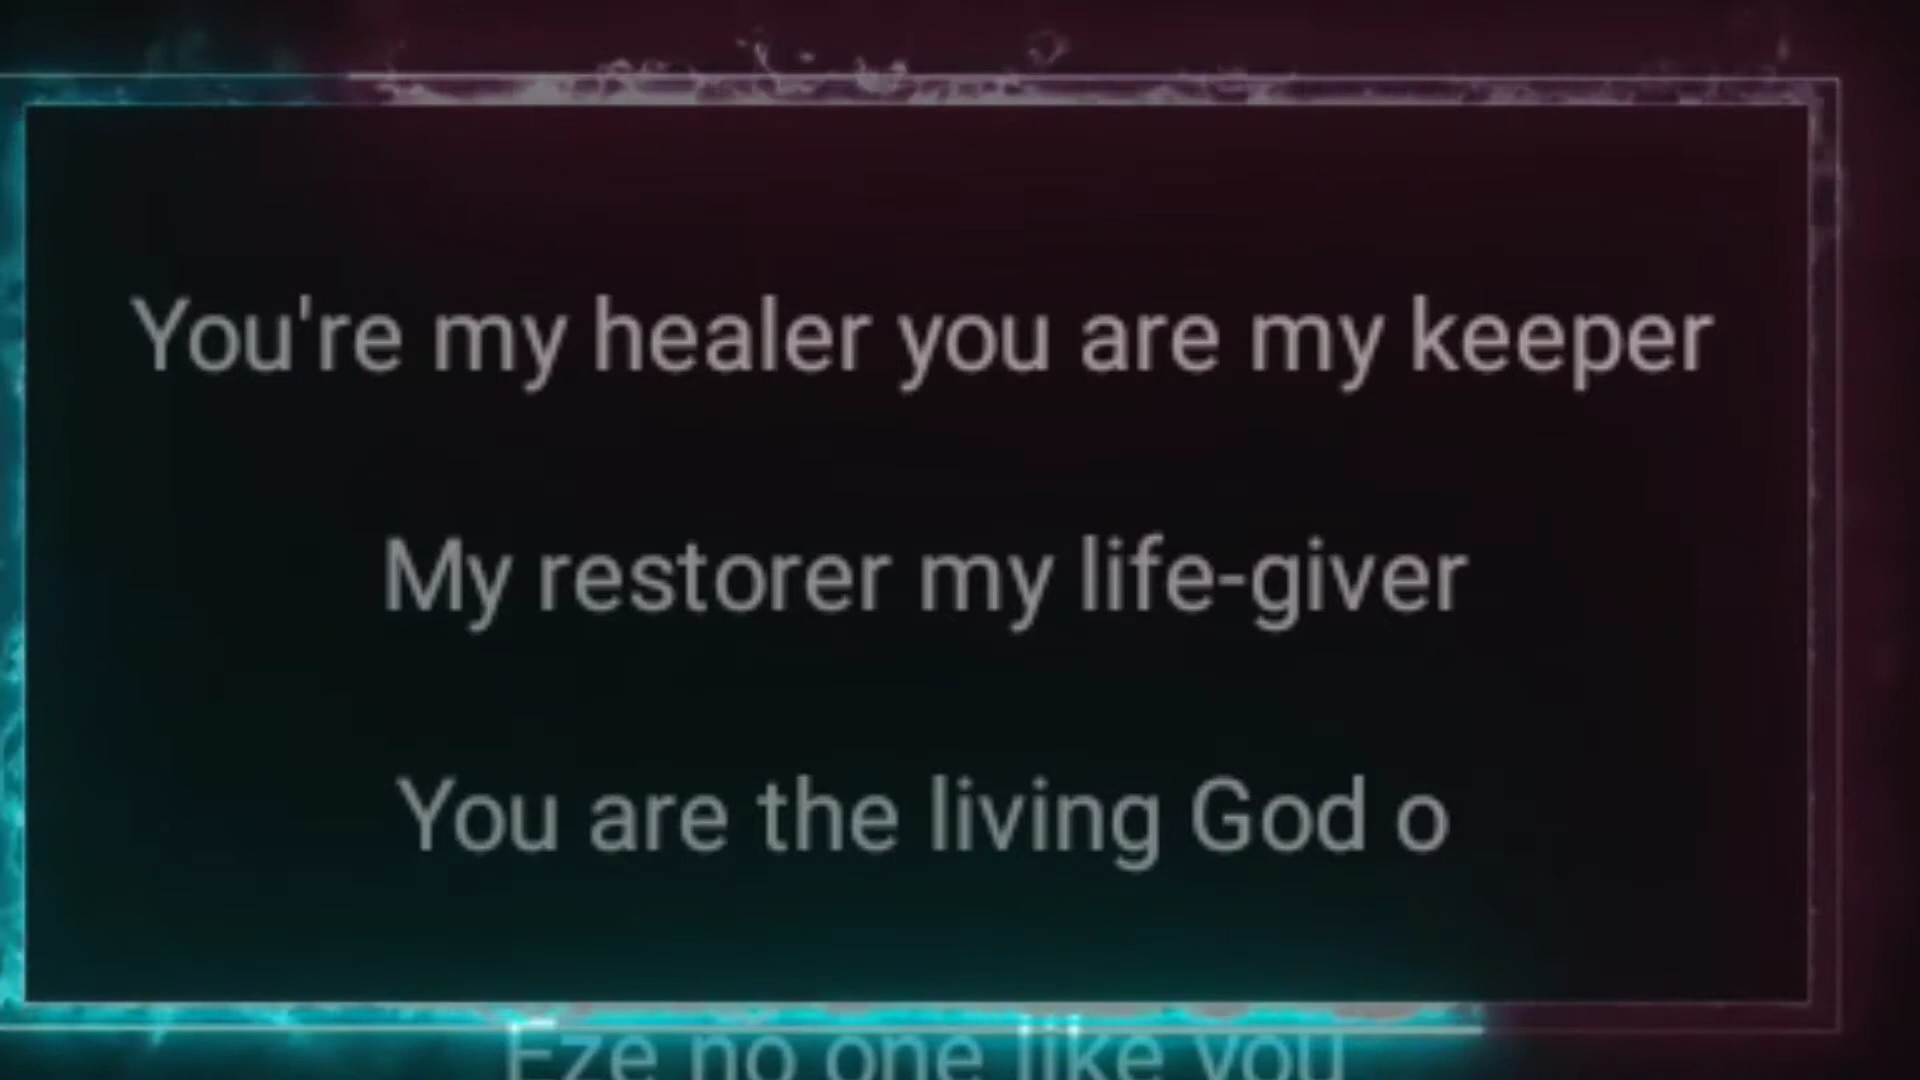 You're my healer you are my keeper
My restorer my life-giver
You are the living God o
Eze no one like you